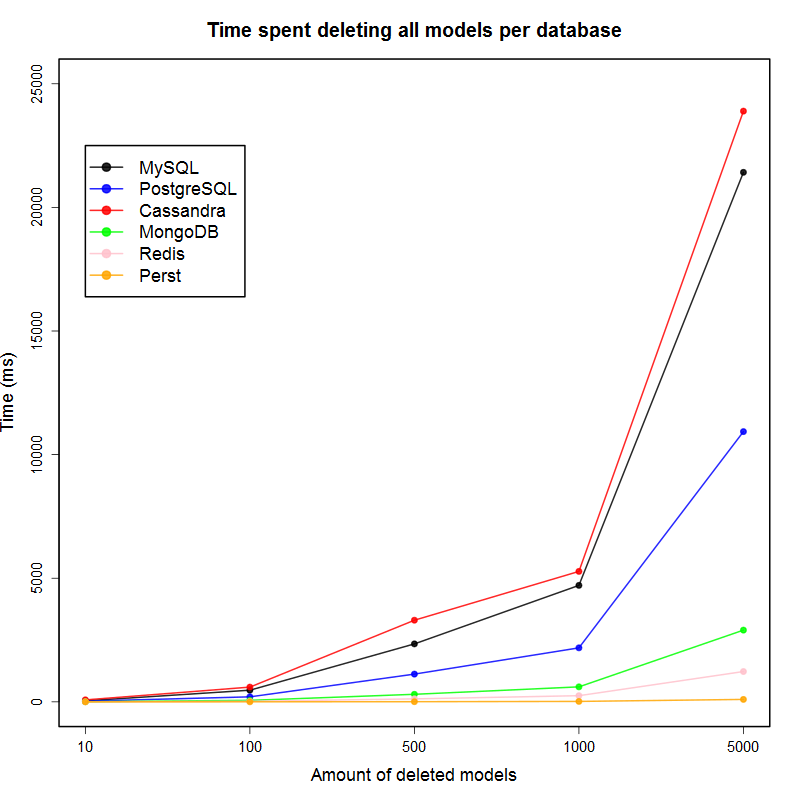 Time spent deleting all models per database
25000
20000
15000
10000
5000
0
Time (ms)
MySQL
PostgreSQL
Cassandra
MongoDB
Redis
Perst
10 100 500 1000 5000
Amount of deleted models